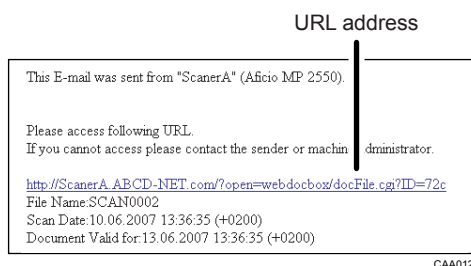 URL address
This E-mail was sent from "ScanerA" (Aficio MP 2550).
Please access following URL.
If you cannot access please contact the sender or machin dministrator.
http://ScanerA.ABCD-NET.com/?open=webdocbox/docFile.cgi?ID=72c
File Name:SCAN0002
Scan Date:10.06.2007 13:36:35 (+0200)
Document Valid for:13.06.2007 13:36:35 (+0200)
CAA012